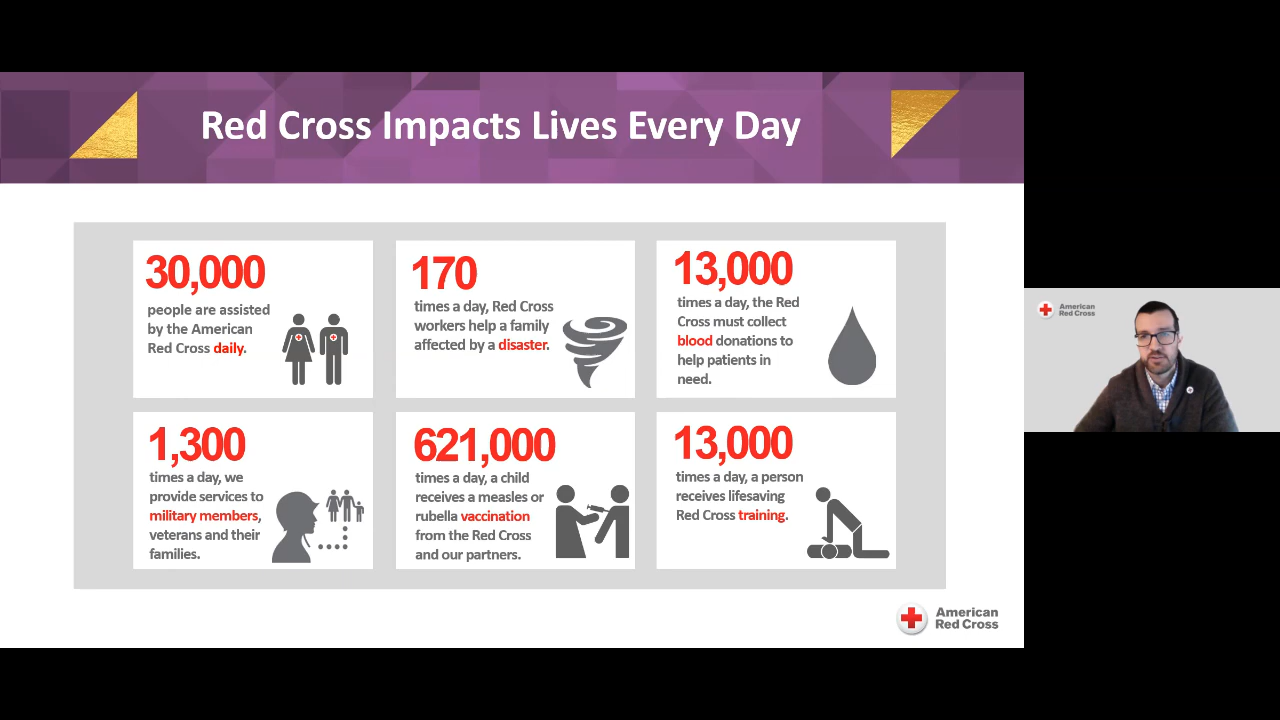 Red Cross Impacts Lives Every Day
30,000
people are assisted
by the American
Red Cross daily.
170
times a day, Red Cross
workers help a family
affected by a disaster.
13,000
times a day, the Red
Cross must collect
blood donations to
help patients in
need.
1,300
times a day, we
provide services to
military members,
veterans and their
families.
621,000
times a day, a child
receives a measles or
rubella vaccination
from the Red Cross
and our partners.
13,000
times a day, a person
receives lifesaving
Red Cross training.
American
Red Cross
American
Red Cross